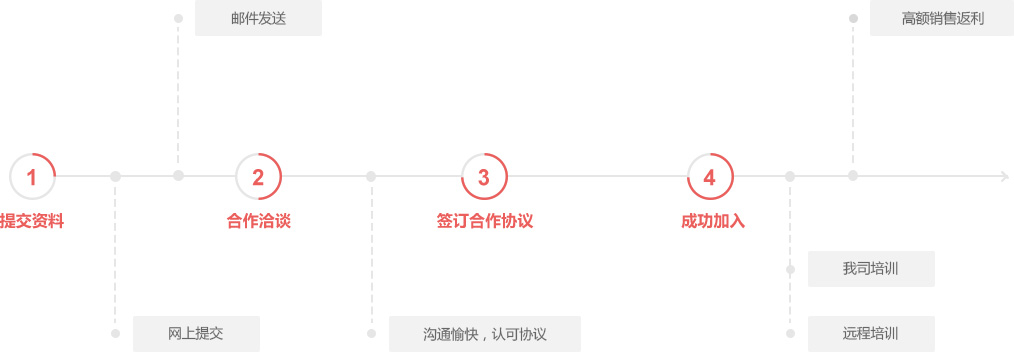 邮件发送
高额销售返利
1
2
3
4
提交资料
合作洽谈
签订合作协议
成功加入
我司培训
网上提交
沟通愉快，认可协议
远程培训